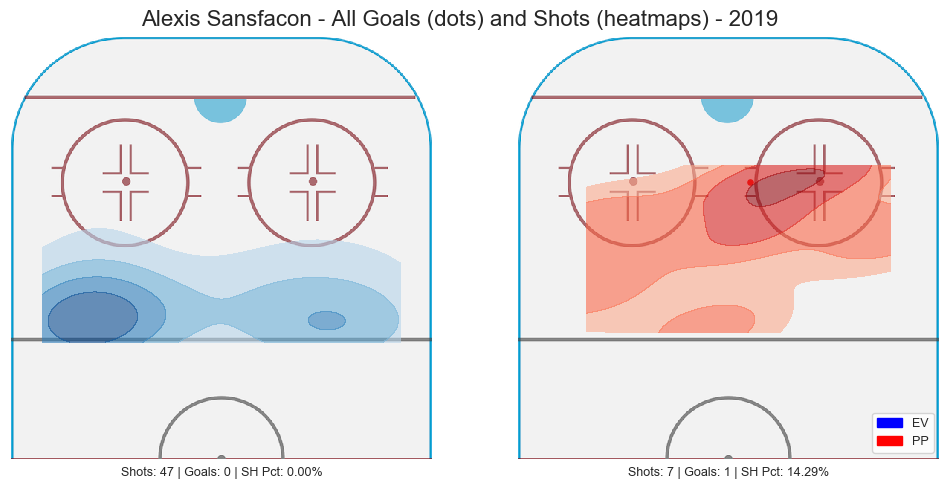 Alexis Sansfacon - All Goals (dots) and Shots (heatmaps) - 2019
EV
PP
Shots: 47 | Goals: 0 | SH Pct: 0.00%
Shots: 7 | Goals: 1 | SH Pct: 14.29%